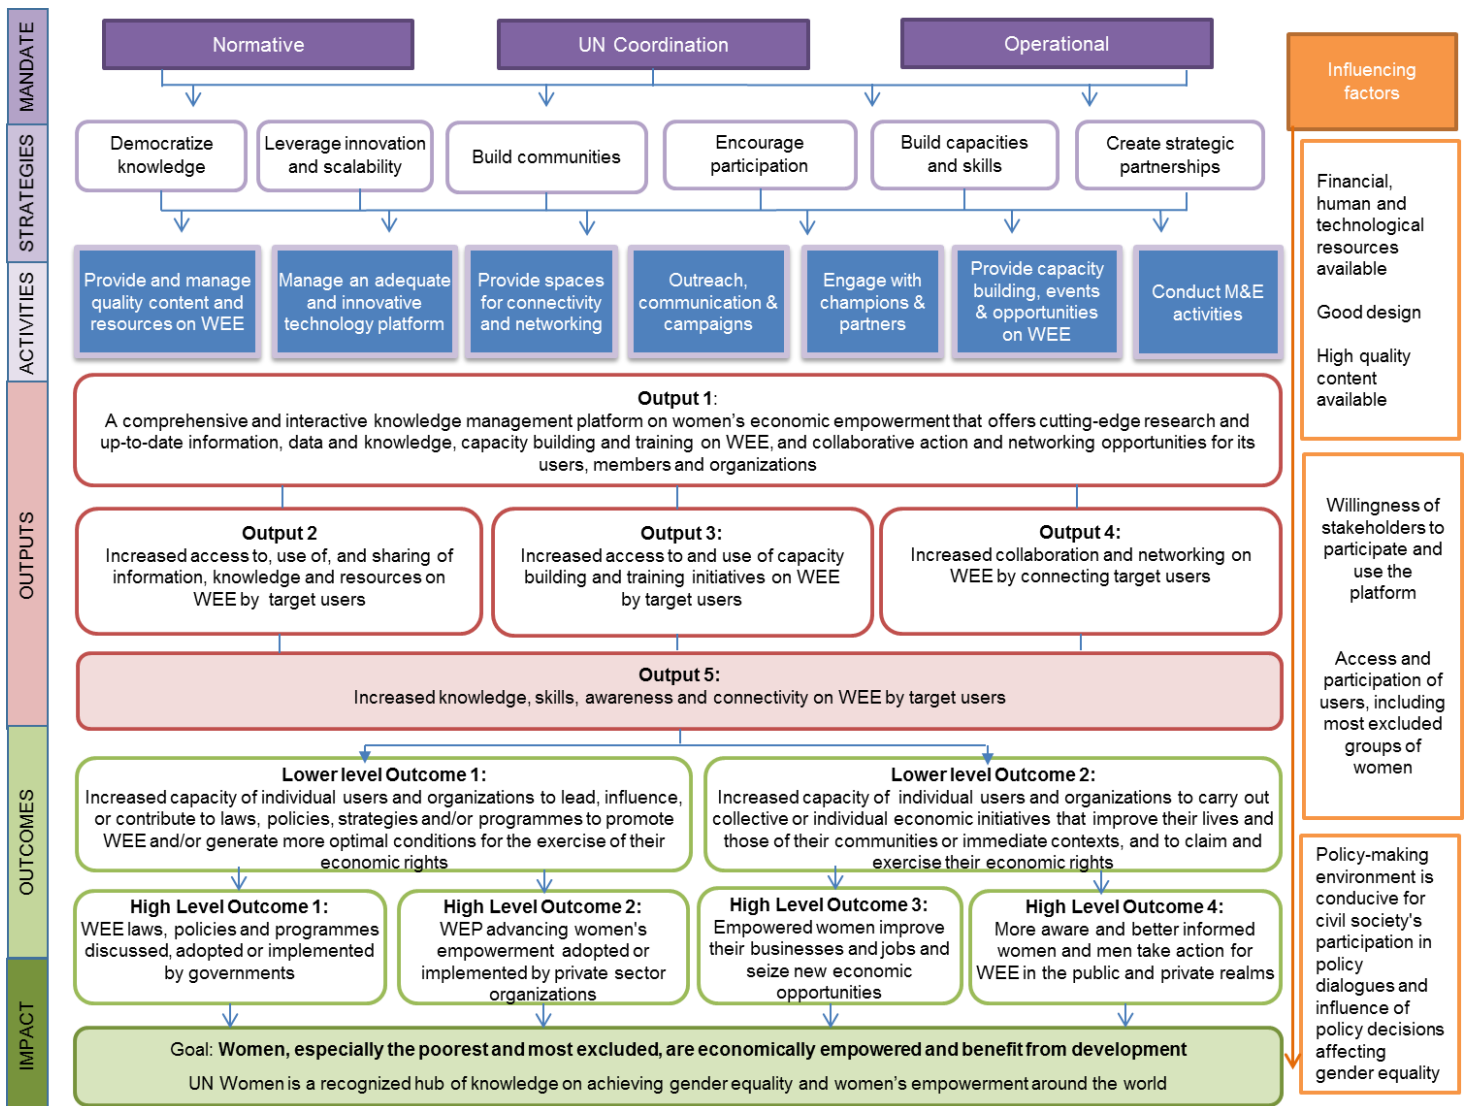 MANDATE
Normative
UN Coordination
Operational
Influencing
factors
STRATEGIES
Democratize
knowledge
Leverage innovation
and scalability
Build communities
Encourage
participation
Build capacities
and skills
Create strategic
partnerships
Financial,
human and
technological
resources
available
Good design
High quality
content
available
ACTIVITIES
Provide and manage
quality content and
resources on WEE
Manage an adequate
and innovative
technology platform
Provide spaces
for connectivity
and networking
Outreach,
communication &
campaigns
Engage with
champions &
partners
Provide capacity
building, events
& opportunities
on WEE
Conduct M&E
activities
OUTPUTS
Output 1:
A comprehensive and interactive knowledge management platform on women's economic empowerment that offers cutting-edge research and
up-to-date information, data and knowledge, capacity building and training on WEE, and collaborative action and networking opportunities for its
users, members and organizations
Output 2
Increased access to, use of, and sharing of
information, knowledge and resources on
WEE by target users
Output 3:
Increased access to and use of capacity
building and training initiatives on WEE
by target users
Output 4:
Increased collaboration and networking on
WEE by connecting target users
Output 5:
Increased knowledge, skills, awareness and connectivity on WEE by target users
Willingness of
stakeholders to
participate and
use the
platform
Access and
participation of
users, including
most excluded
groups of
women
OUTCOMES
Lower level Outcome 1:
Increased capacity of individual users and organizations to lead, influence,
or contribute to laws, policies, strategies and/or programmes to promote
WEE and/or generate more optimal conditions for the exercise of their
economic rights
Lower level Outcome 2:
Increased capacity of individual users and organizations to carry out
collective or individual economic initiatives that improve their lives and
those of their communities or immediate contexts, and to claim and
exercise their economic rights
High Level Outcome 1:
WEE laws, policies and programmes
discussed, adopted or implemented
by governments
High Level Outcome 2:
WEP advancing women's
empowerment adopted or
implemented by private sector
organizations
High Level Outcome 3:
Empowered women improve
their businesses and jobs and
seize new economic
opportunities
High Level Outcome 4:
More aware and better informed
women and men take action for
WEE in the public and private realms
Policy-making
environment is
conducive for
civil society's
participation in
policy
dialogues and
influence of
policy decisions
affecting
gender equality
IMPACT
Goal: Women, especially the poorest and most excluded, are economically empowered and benefit from development
UN Women is a recognized hub of knowledge on achieving gender equality and women's empowerment around the world